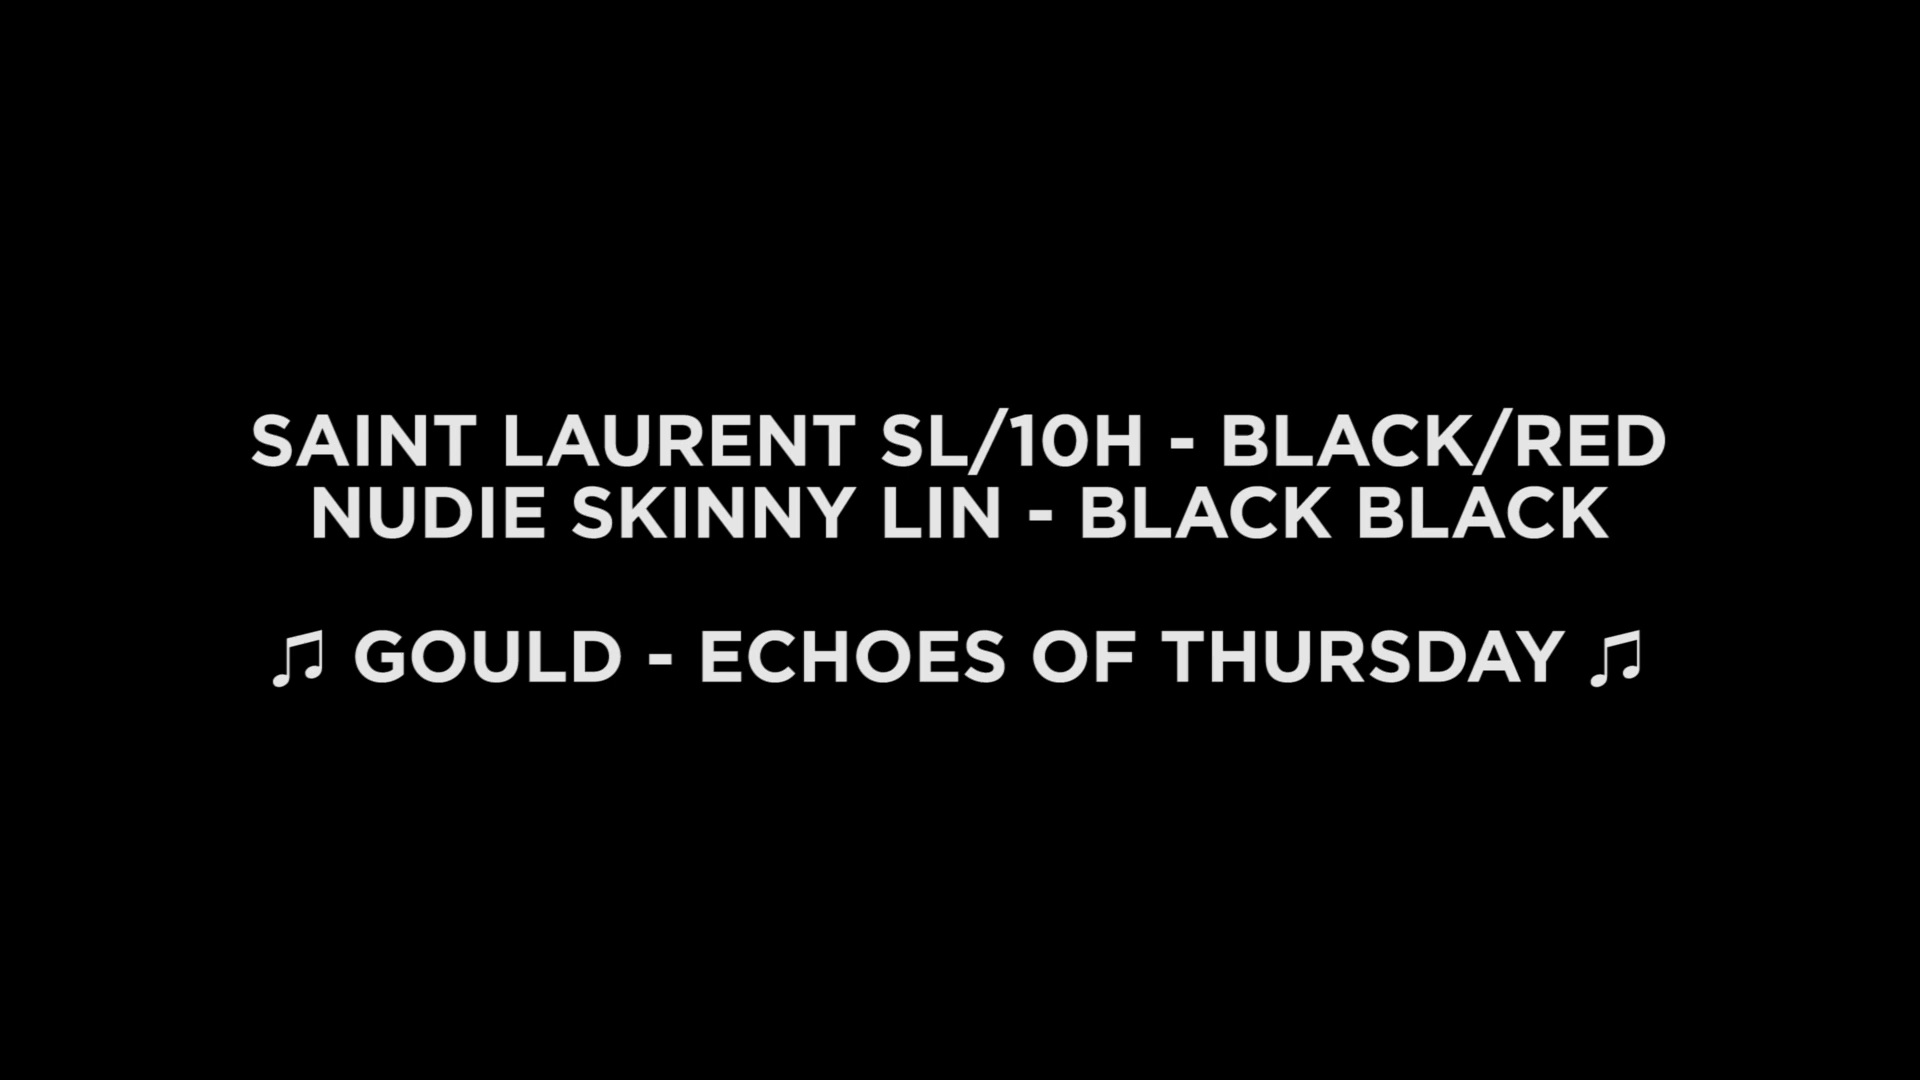 SAINT LAURENT SL/10H - BLACK/RED
NUDIE SKINNY LIN - BLACK BLACK
♫ GOULD - ECHOES OF THURSDAY ♫